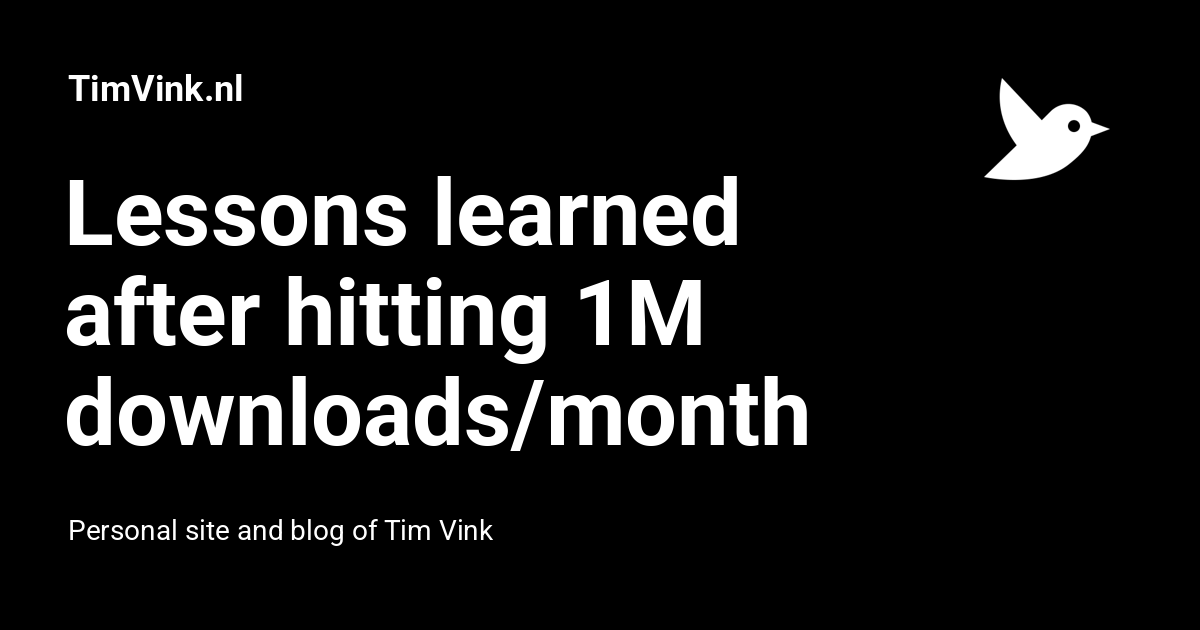 TimVink.nl
Lessons learned
after hitting 1M
downloads/month
Personal site and blog of Tim Vink